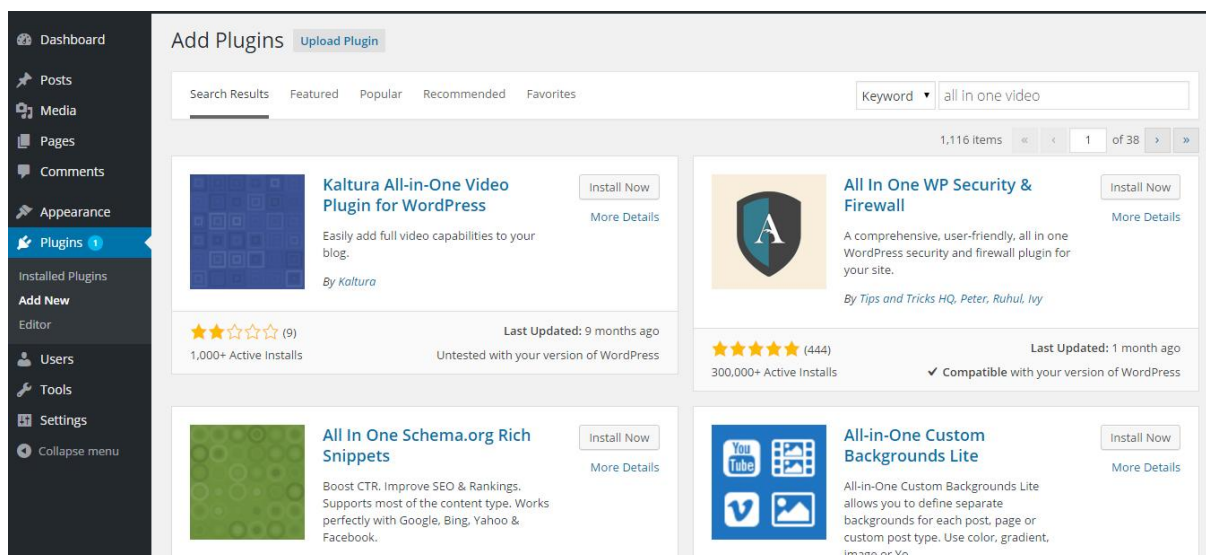 Dashboard
Posts
Media
Pages
Comments
Appearance
Plugins 1
Installed Plugins
Add New
Editor
Users
Tools
Settings
Collapse menu
Add Plugins Upload Plugin
Search Results Featured Popular Recommended Favorites
Keyword all in one video
1,116 items « ‹ 1 of 38 › »
Kaltura All-in-One Video
Plugin for WordPress
Install Now
More Details
Easily add full video capabilities to your
blog.
By Kaltura
(9)
1,000+ Active Installs
Last Updated: 9 months ago
Untested with your version of WordPress
A
All In One WP Security &
Firewall
Install Now
More Details
A comprehensive, user-friendly, all in one
WordPress security and firewall plugin for
your site.
By Tips and Tricks HQ, Peter, Ruhul, Ivy
(444)
300,000+ Active Installs
Last Updated: 1 month ago
✔ Compatible with your version of WordPress
All In One Schema.org Rich
Snippets
Install Now
More Details
Boost CTR. Improve SEO & Rankings.
Supports most of the content type. Works
perfectly with Google, Bing, Yahoo &
Facebook.
You
Tube
All-in-One Custom
Backgrounds Lite
Install Now
More Details
All-in-One Custom Backgrounds Lite
allows you to define separate
backgrounds for each post, page or
custom post type. Use color, gradient,
image or Yo